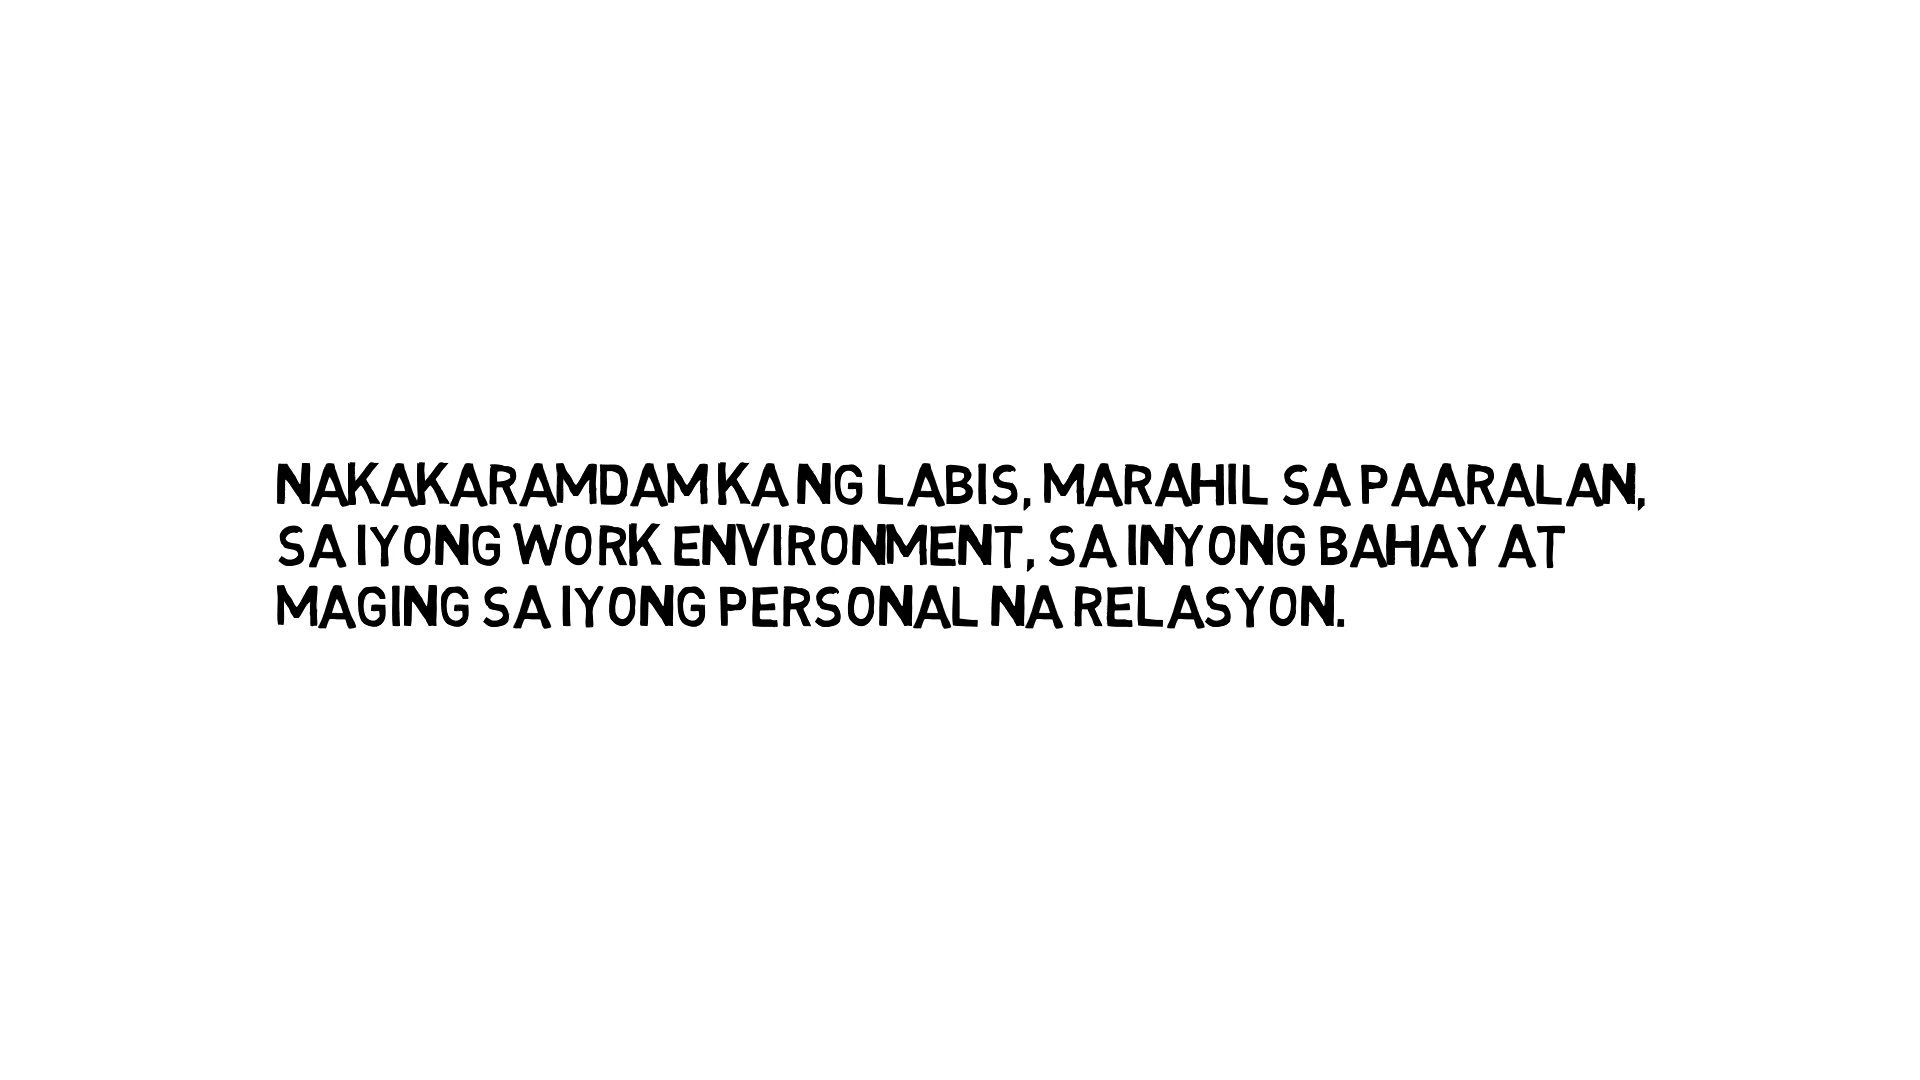 NAKAKARAMDAM KA NG LABIS, MARAHIL SA PAARALAN,
SA IYONG WORK ENVIRONMENT, SA INYONG BAHAY AT
MAGING SA IYONG PERSONAL NA RELASYON.